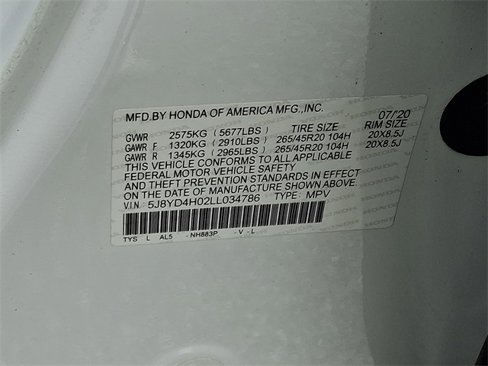 MFD.BY HONDA OF AMERICA MFG.,INC. 07/'20
GVWR 2575KG (5677LBS) TIRE SIZE RIM SIZE
GAWR F 1320KG (2910LBS) 265/45R20 104H 20X8.5J
GAWR R 1345KG (2965LBS) 265/45R20 104H 20X8.5J
THIS VEHICLE CONFORMS TO ALL APPLICABLE
FEDERAL MOTOR VEHICLE SAFETY
AND THEFT PREVENTION STANDARDS IN EFFECT
ON THE DATE OF MANUFACTURE SHOWN ABOVE.
V.I.N. 5J8YD4H02LL034786 TYPE: MPV
TYS L AL5 - NH883P - V - L